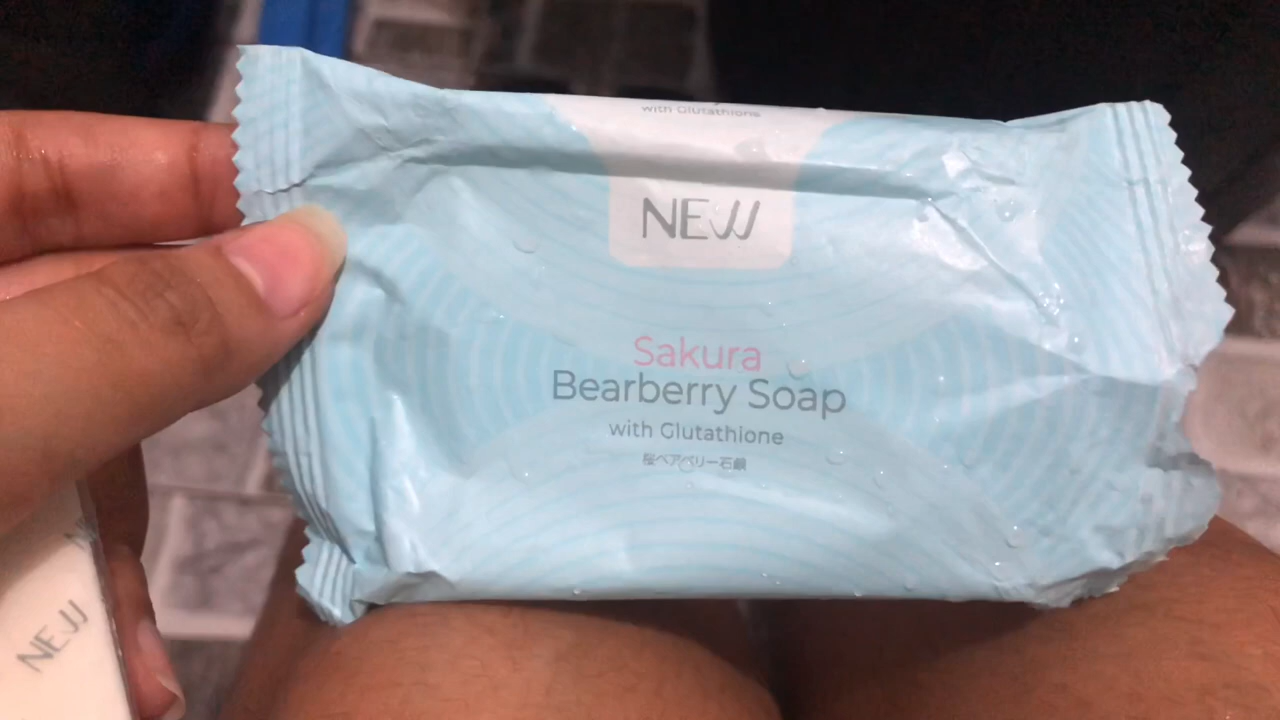 with Glutathione
NEW
Sakura
Bearberry Soap
with Glutathione
桜ベアベリー石鹸
NEW